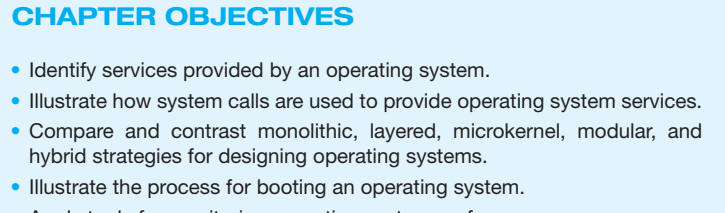 CHAPTER OBJECTIVES
• Identify services provided by an operating system.
• Illustrate how system calls are used to provide operating system services.
• Compare and contrast monolithic, layered, microkernel, modular, and
hybrid strategies for designing operating systems.
• Illustrate the process for booting an operating system.